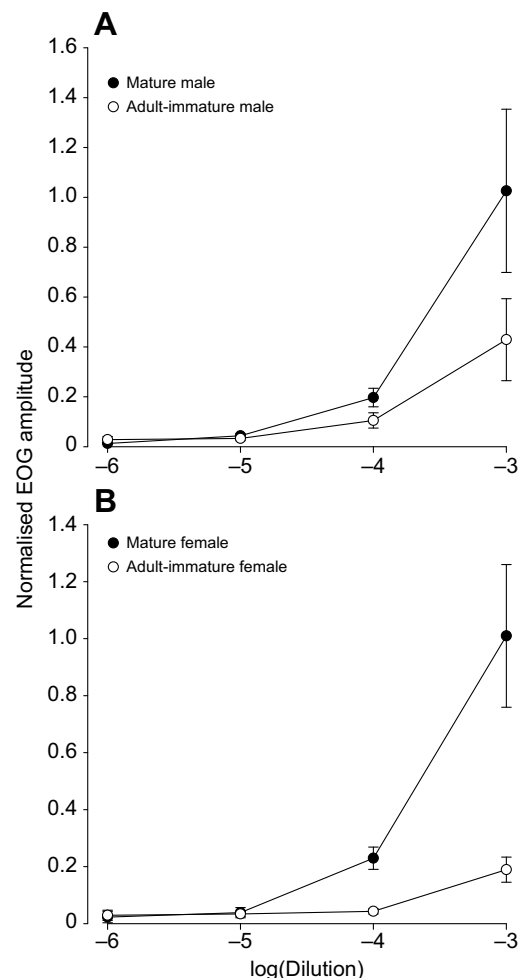 A
1.6
Mature male
Adult-immature male
1.4
1.2
1.0
0.8
0.6
0.4
0.2
0
–6 –5 –4 –3
Normalised EOG amplitude
B
1.4
Mature female
Adult-immature female
1.2
1.0
0.8
0.6
0.4
0.2
0
–6 –5 –4 –3
log(Dilution)